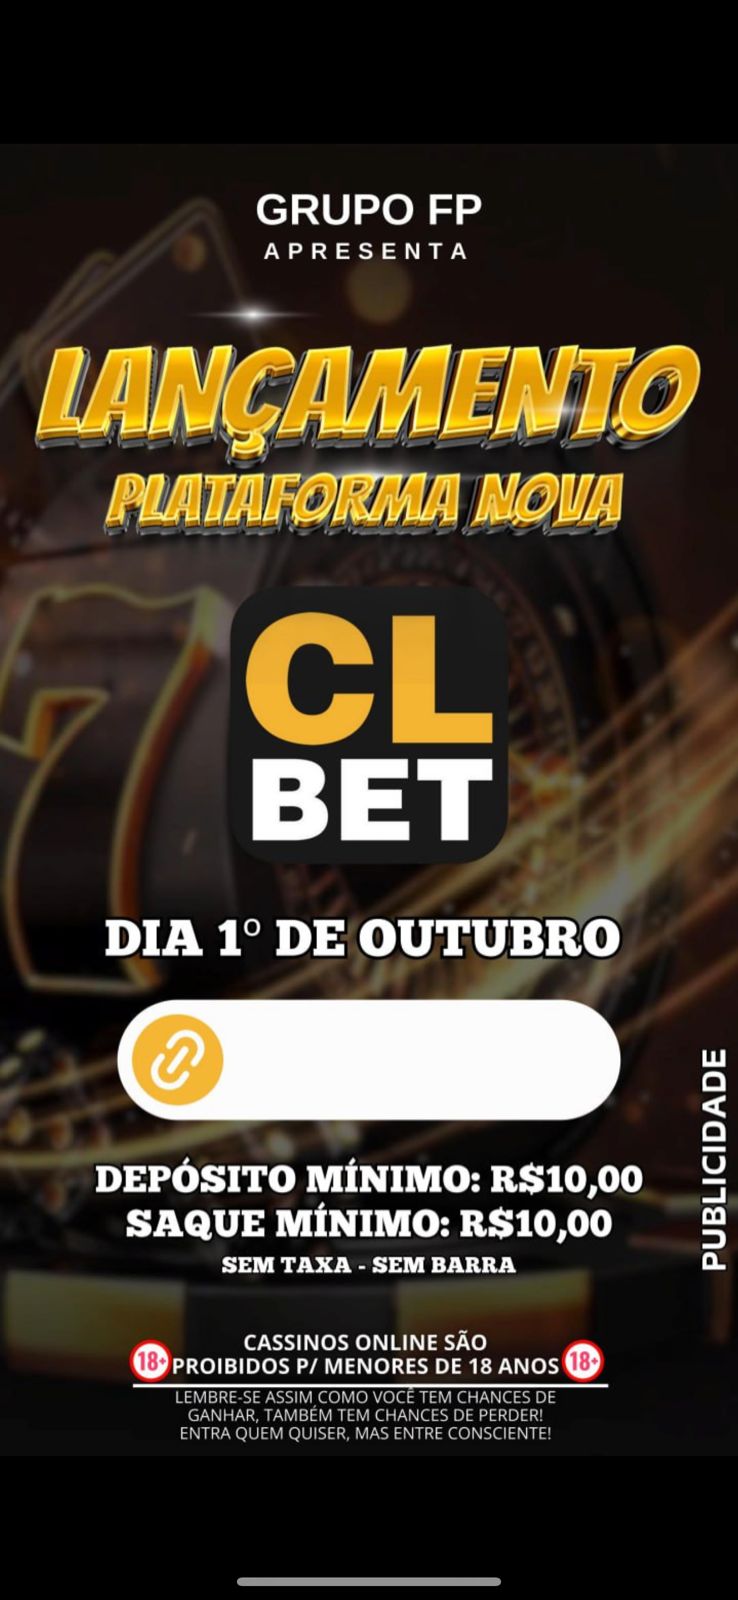 GRUPO FP
APRESENTA
LANÇAMENTO
PLATAFORMA NOVA
CL
BET
DIA 1º DE OUTUBRO
DEPÓSITO MÍNIMO: R$10,00
SAQUE MÍNIMO: R$10,00
SEM TAXA - SEM BARRA
PUBLICIDADE
CASSINOS ONLINE SÃO
18+ PROIBIDOS P/ MENORES DE 18 ANOS 18+
LEMBRE-SE ASSIM COMO VOCÊ TEM CHANCES DE
GANHAR, TAMBÉM TEM CHANCES DE PERDER!
ENTRA QUEM QUISER, MAS ENTRE CONSCIENTE!